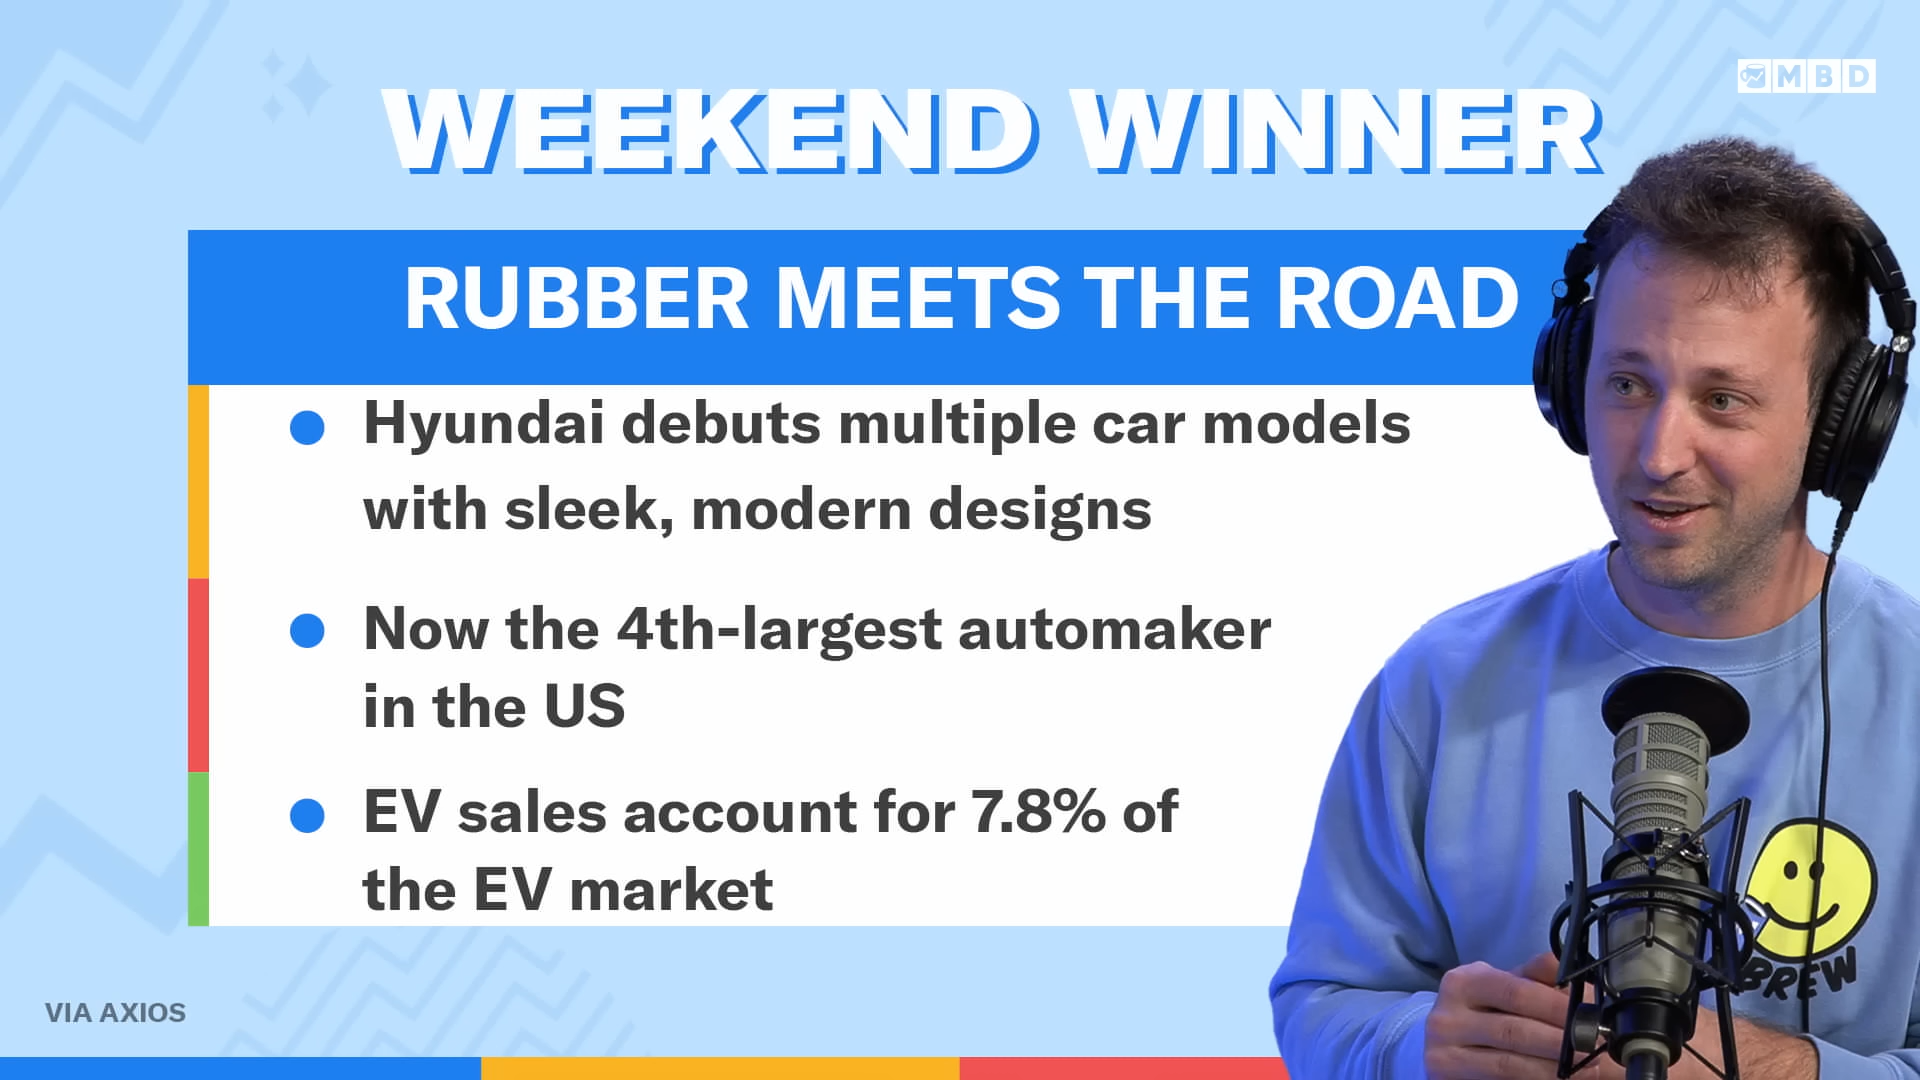 MBD
WEEKEND WINNER
RUBBER MEETS THE ROAD
Hyundai debuts multiple car models
with sleek, modern designs
Now the 4th-largest automaker
in the US
EV sales account for 7.8% of
the EV market
BREW
VIA AXIOS